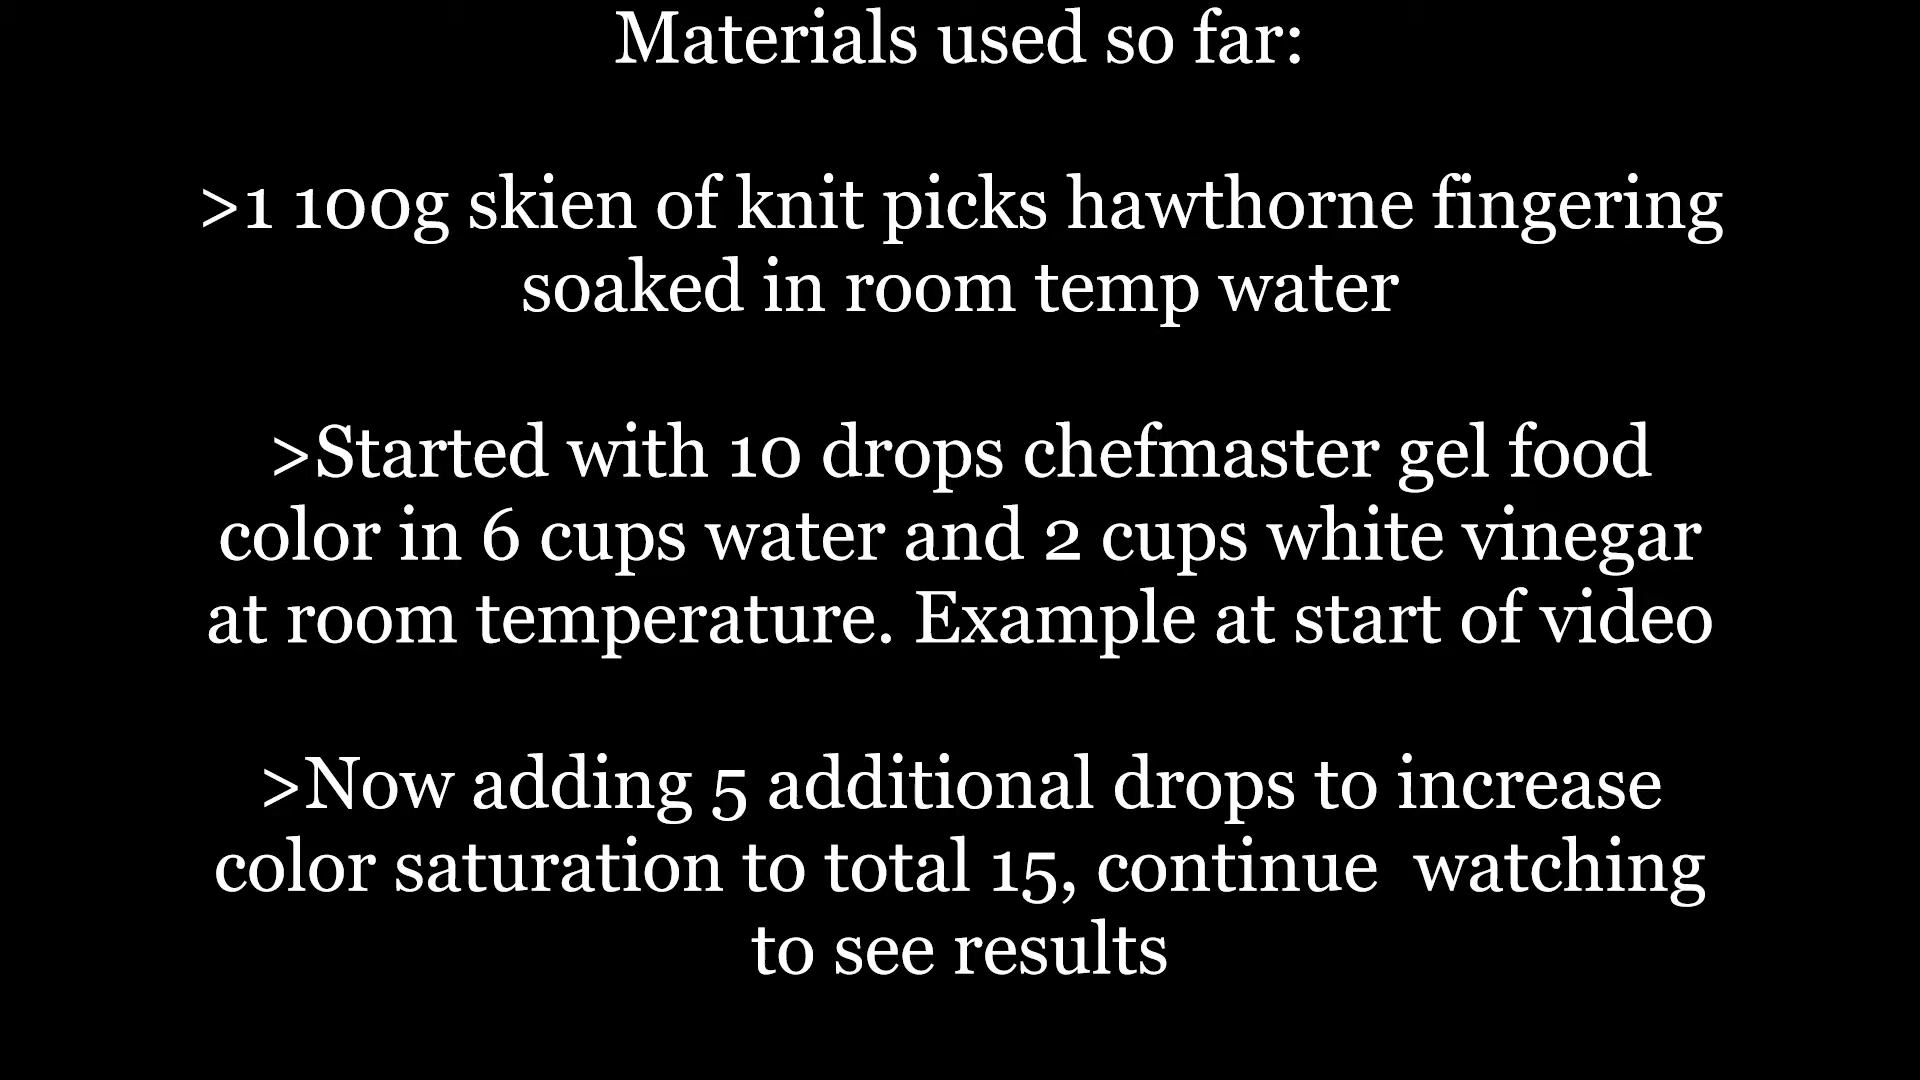 Materials used so far:
>1 100g skien of knit picks hawthorne fingering
soaked in room temp water
>Started with 10 drops chefmaster gel food
color in 6 cups water and 2 cups white vinegar
at room temperature. Example at start of video
>Now adding 5 additional drops to increase
color saturation to total 15, continue  watching
to see results